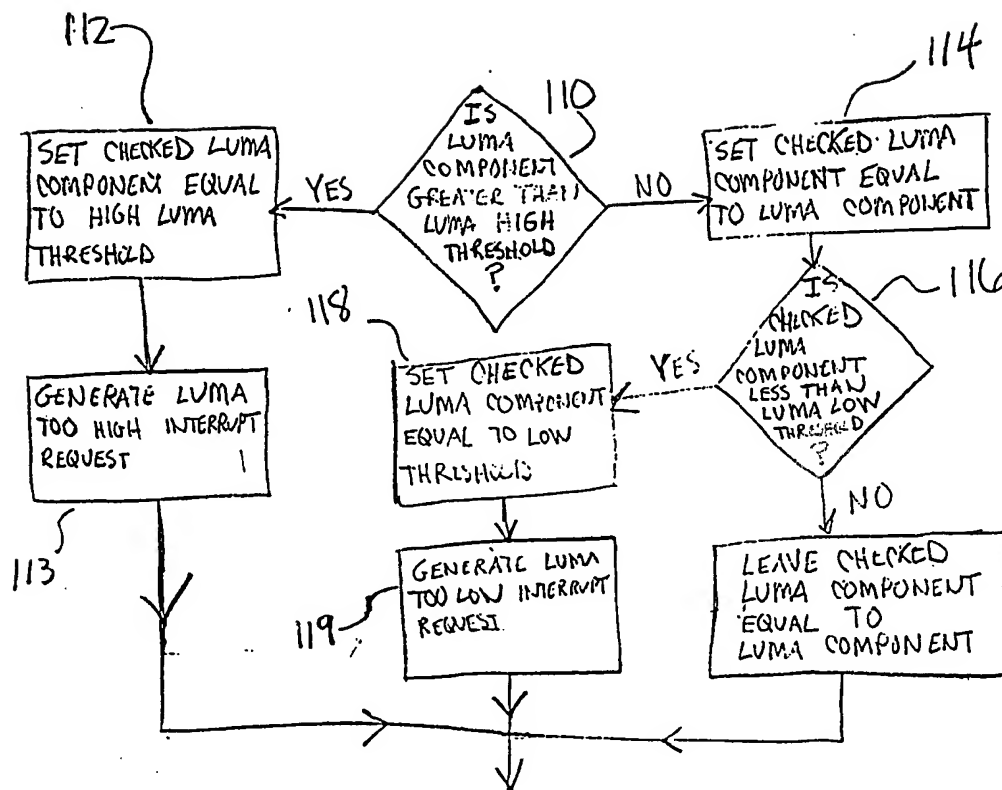 112
SET CHECKED LUMA
COMPONENT EQUAL
TO HIGH LUMA
THRESHOLD
YES
IS
LUMA
COMPONENT
GREATER THAN
LUMA HIGH
THRESHOLD
?
110
NO
114
SET CHECKED LUMA
COMPONENT EQUAL
TO LUMA COMPONENT
116
IS
CHECKED
LUMA
COMPONENT
LESS THAN
LUMA LOW
THRESHOLD
?
YES
118
SET CHECKED
LUMA COMPONENT
EQUAL TO LOW
THRESHOLD
GENERATE LUMA
TOO HIGH INTERRUPT
REQUEST
113
NO
GENERATE LUMA
TOO LOW INTERRUPT
REQUEST.
119
LEAVE CHECKED
LUMA COMPONENT
EQUAL TO
LUMA COMPONENT